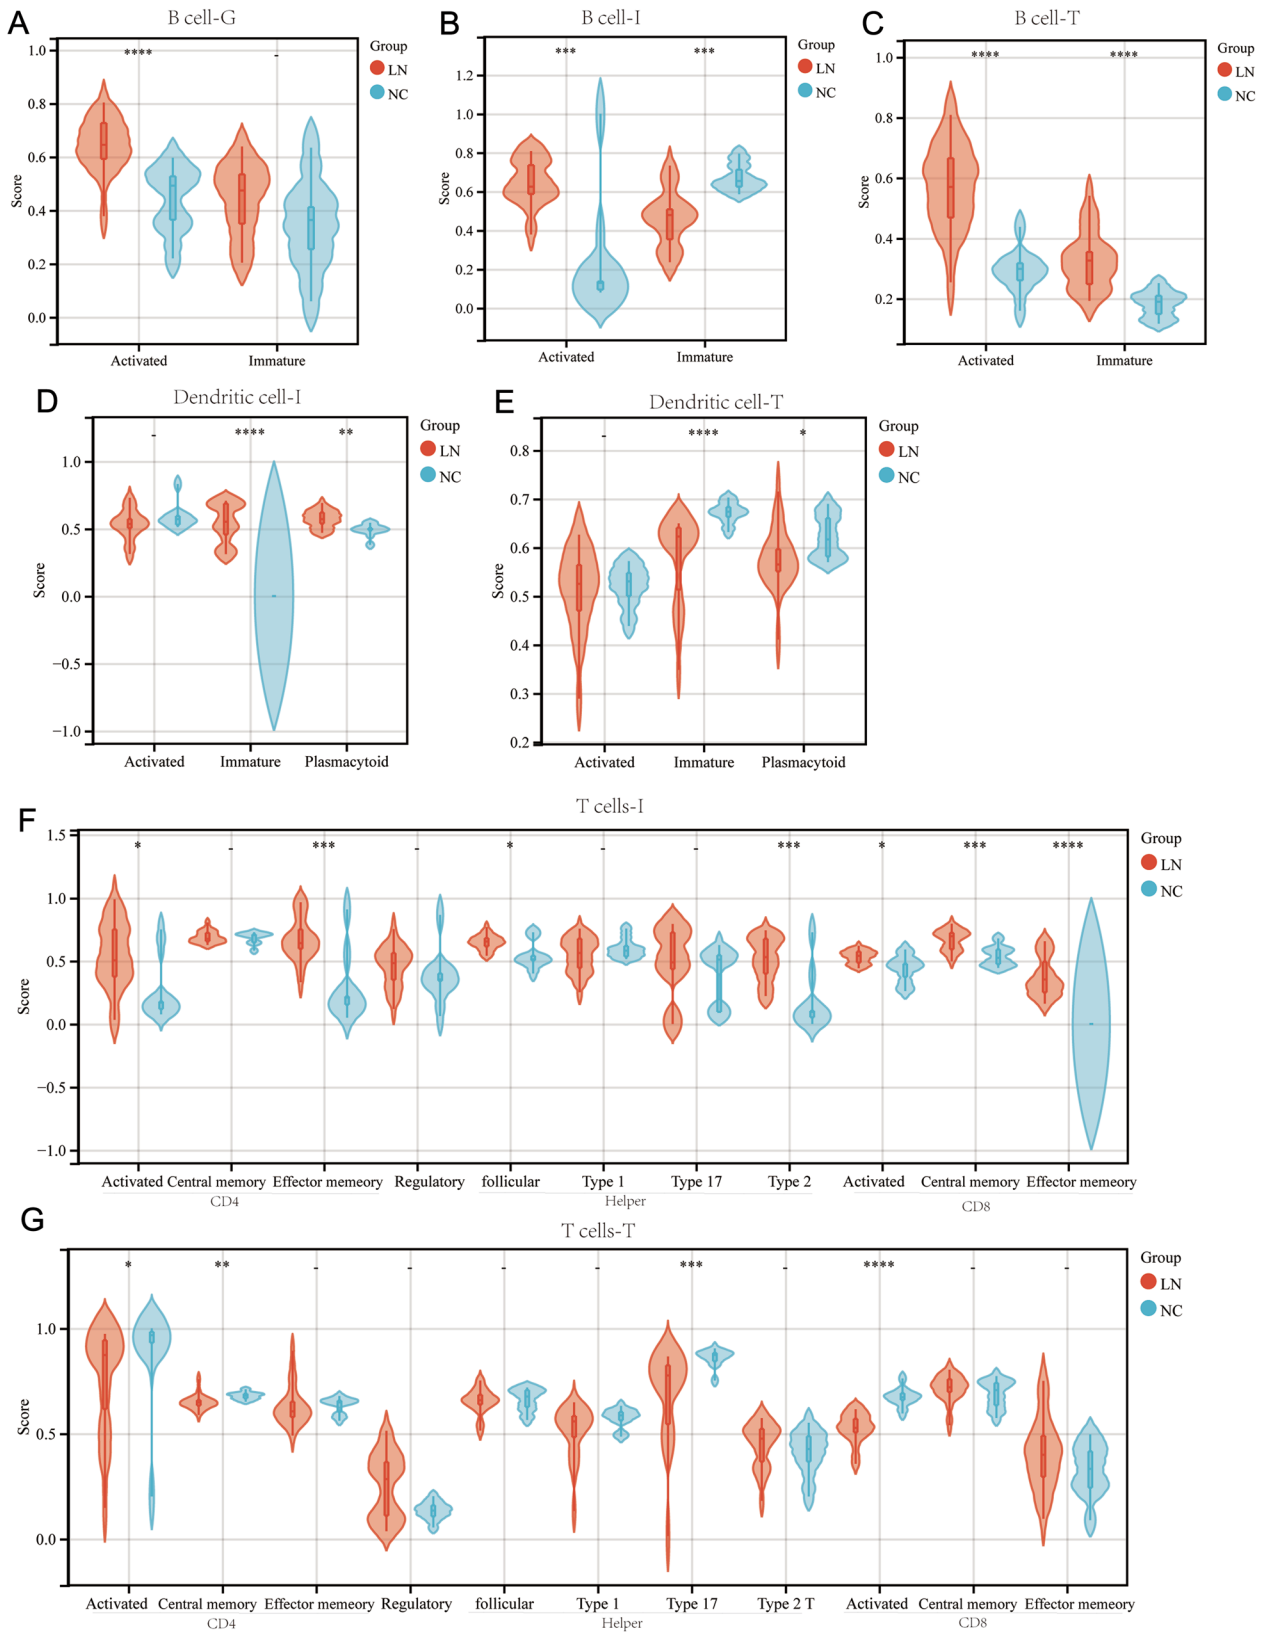 A
B cell-G
****
-
Group
LN
NC
1.0
0.8
0.6
0.4
0.2
0.0
Score
Activated
Immature
B
B cell-I
***
***
Group
LN
NC
1.2
1.0
0.8
0.6
0.4
0.2
0.0
Score
Activated
Immature
C
B cell-T
****
****
Group
LN
NC
1.0
0.8
0.6
0.4
0.2
Score
Activated
Immature
D
Dendritic cell-I
-
****
**
Group
LN
NC
1.0
0.5
0.0
−0.5
−1.0
Score
Activated
Immature
Plasmacytoid
E
Dendritic cell-T
-
****
*
Group
LN
NC
0.8
0.7
0.6
0.5
0.4
0.3
0.2
Score
Activated
Immature
Plasmacytoid
F
T cells-I
* - *** - * - - *** * *** ****
Group
LN
NC
1.5
1.0
0.5
0.0
−0.5
−1.0
Score
Activated Central memory Effector memeory Regulatory follicular Type 1 Type 17 Type 2 Activated Central memory Effector memeory
CD4 Helper CD8
G
T cells-T
* ** - - - - *** - **** - -
Group
LN
NC
1.0
0.5
0.0
Score
Activated Central memory Effector memeory Regulatory follicular Type 1 Type 17 Type 2 T Activated Central memory Effector memeory
CD4 Helper CD8